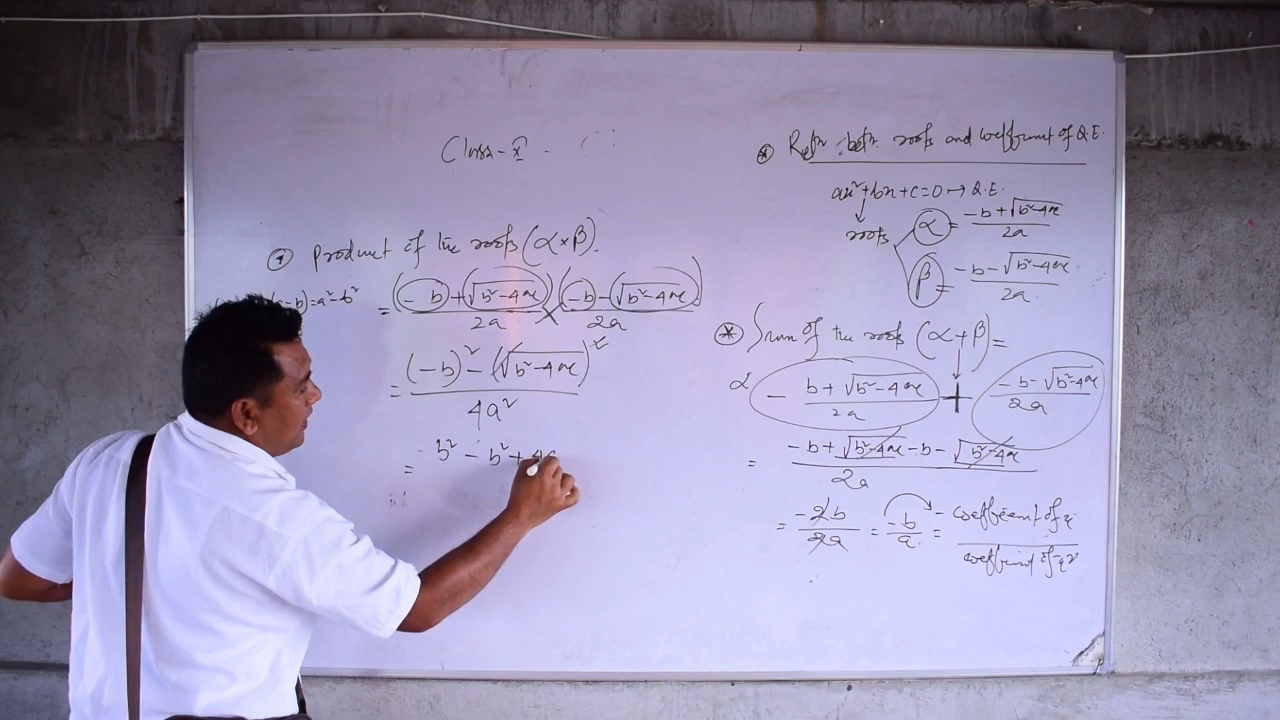 Class - X
* Product of the roots (α × β).
(a-b) = a² - b²
= (-b + (√b²-4ac)) / 2a × (-b - (√b²-4ac)) / 2a
= (-b)² - (√b²-4ac)² / 4a²
= b² - b² + 4a
* Reln betn roots and coefficient of Q.E.
ax² + bx + c = 0 → Q.E.
roots
α = -b + √b²-4ac / 2a
β = -b - √b²-4ac / 2a
* Sum of the roots (α + β) =
α - b + √b²-4ac / 2a + -b - √b²-4ac / 2a
= -b + √b²-4ac - b - √b²-4ac / 2a
= -2b / 2a = -b / a = - coefficient of x / coefficient of x²